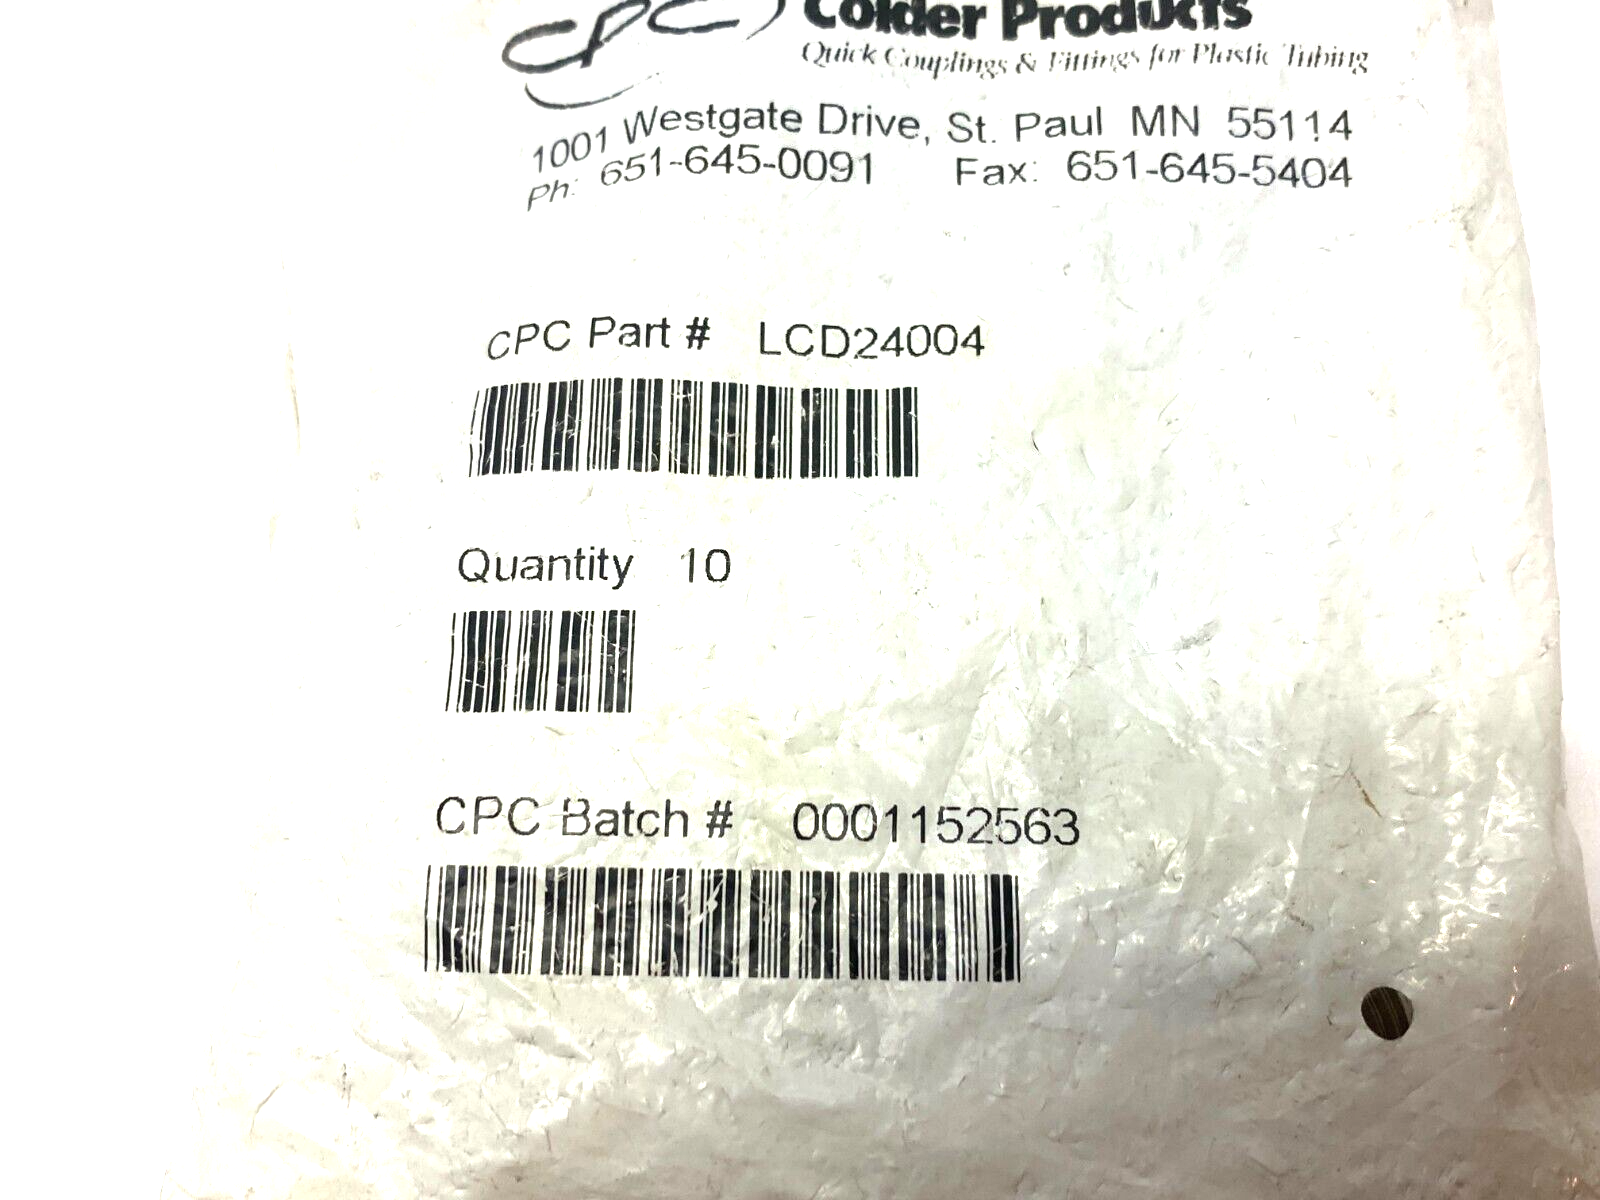 CPC Colder Products
Quick Couplings & Fittings for Plastic Tubing
1001 Westgate Drive, St. Paul MN 55114
Ph: 651-645-0091 Fax: 651-645-5404
CPC Part # LCD24004
Quantity 10
CPC Batch # 0001152563